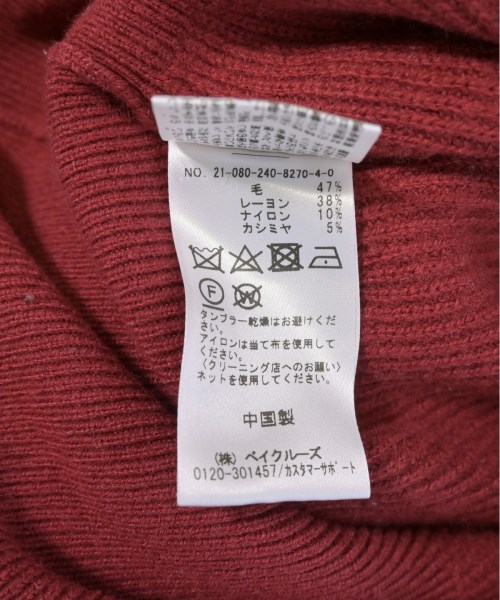 NO. 21-080-240-8270-4-0
毛 47%
レーヨン 38%
ナイロン 10%
カシミヤ 5%
F
W
タンブラー乾燥はお避けくだ
さい。
アイロンは当て布を使用して
ください。
〈クリーニング店へのお願い〉
ネットを使用してください。
中国製
(株) ベイクルーズ
0120-301457/カスタマーサポート